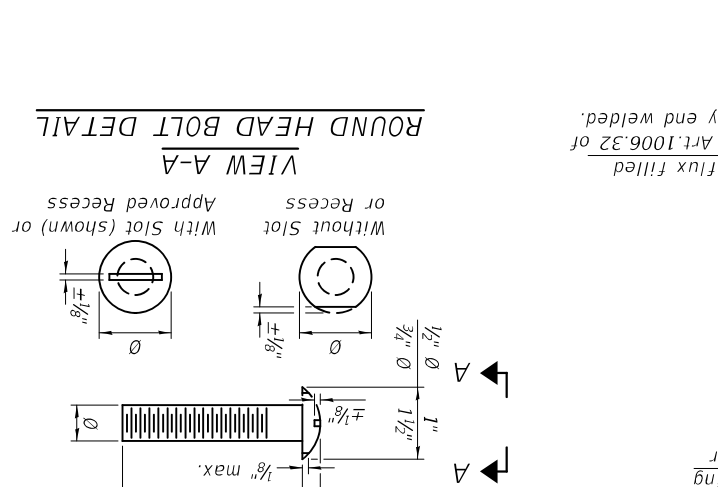 ing
r
A
⅛" max.
1"
1½"
±⅛"
Ø
A
½" Ø
¾" Ø
Ø
±⅛"
Ø
±⅛"
Without Slot
or Recess
With Slot (shown) or
Approved Recess
flux filled
Art.1006.32 of
y end welded.
VIEW A-A
ROUND HEAD BOLT DETAIL